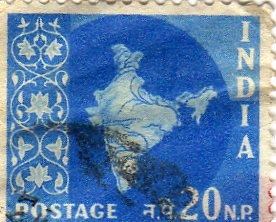 INDIA
POSTAGE न.प. 20 N.P.